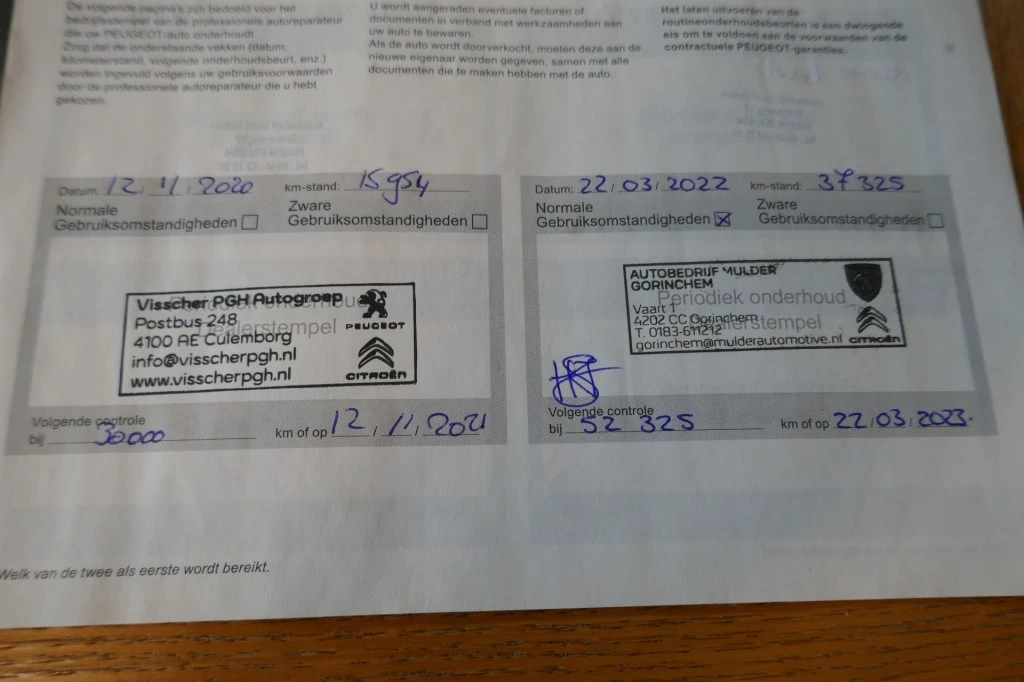 De volgende pagina's zijn bedoeld voor het
bedrijfsstempel van de professionele autoreparateur
die uw PEUGEOT-auto onderhoudt.
Zorg dat de onderstaande vakken (datum,
kilometerstand, volgende onderhoudsbeurt, enz.)
worden ingevuld volgens uw gebruiksvoorwaarden
door de professionele autoreparateur die u hebt
gekozen.
U wordt aangeraden eventuele facturen of
documenten in verband met werkzaamheden aan
uw auto te bewaren.
Als de auto wordt doorverkocht, moeten deze aan de
nieuwe eigenaar worden gegeven, samen met alle
documenten die te maken hebben met de auto.
Het laten uitvoeren van de
routineonderhoudsbeurten is een dwingende
eis om te voldoen aan de voorwaarden van de
contractuele PEUGEOT-garanties.
Datum: 12/11/2020 km-stand: 15954
Normale
Gebruiksomstandigheden
Zware
Gebruiksomstandigheden
Periodiek onderhoud
Dealerstempel
Visscher PGH Autogroep
Postbus 248
4100 AE Culemborg
info@visscherpgh.nl
www.visscherpgh.nl
PEUGEOT
CITROËN
Volgende controle
bij 30.000 km of op 12/11/2021
Datum: 22/03/2022 km-stand: 37325
Normale
Gebruiksomstandigheden
Zware
Gebruiksomstandigheden
Periodiek onderhoud
Dealerstempel
AUTOBEDRIJF MULDER
GORINCHEM
Vaart 1
4202 CC Gorinchem
T. 0183-611212
gorinchem@mulderautomotive.nl
CITROËN
Volgende controle
bij 52 325 km of op 22/03/2023.
Welk van de twee als eerste wordt bereikt.